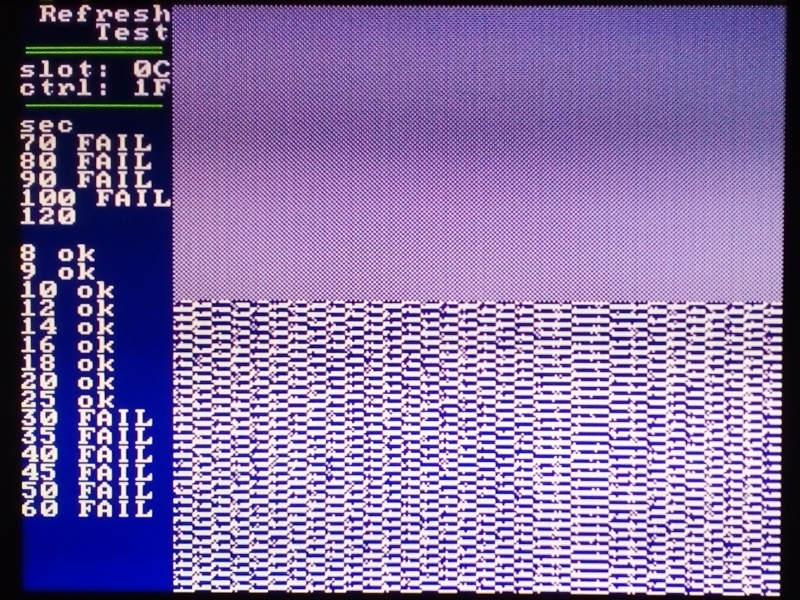 Refresh
Test
slot: 0C
ctrl: 1F
sec
70 FAIL
80 FAIL
90 FAIL
100 FAIL
120
8 ok
9 ok
10 ok
12 ok
14 ok
16 ok
18 ok
20 ok
25 ok
30 FAIL
35 FAIL
40 FAIL
45 FAIL
50 FAIL
60 FAIL